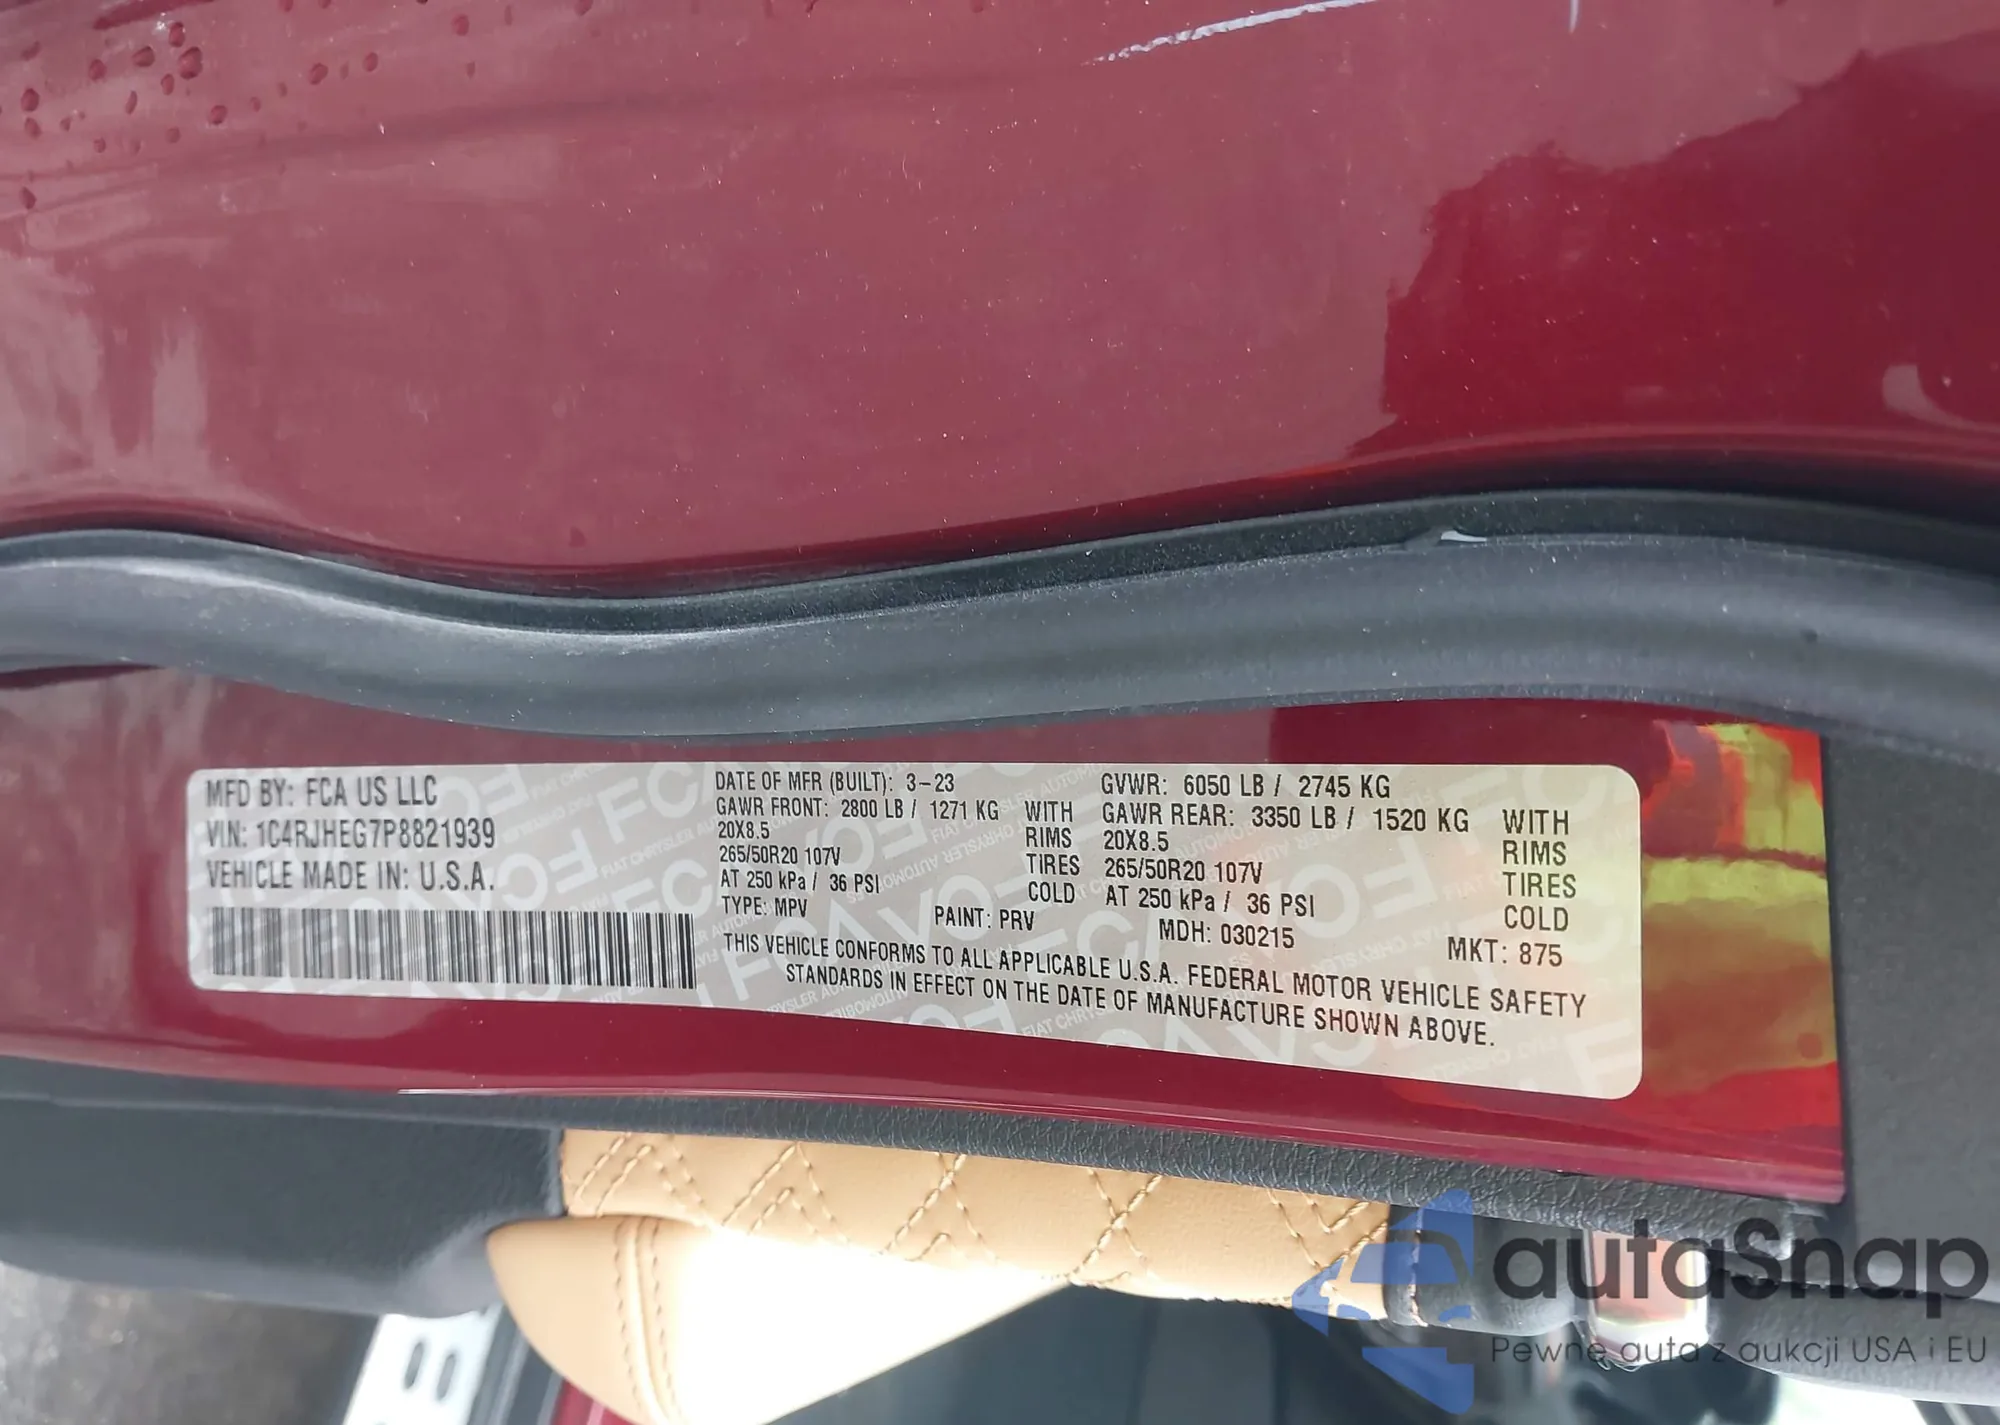 MFD BY: FCA US LLC
VIN: 1C4RJHEG7P8821939
VEHICLE MADE IN: U.S.A.
DATE OF MFR (BUILT): 3-23
GAWR FRONT: 2800 LB / 1271 KG WITH
20X8.5 RIMS
265/50R20 107V TIRES
AT 250 kPa / 36 PSI COLD
TYPE: MPV
PAINT: PRV
GVWR: 6050 LB / 2745 KG
GAWR REAR: 3350 LB / 1520 KG WITH
20X8.5 RIMS
265/50R20 107V TIRES
AT 250 kPa / 36 PSI COLD
MDH: 030215
MKT: 875
THIS VEHICLE CONFORMS TO ALL APPLICABLE U.S.A. FEDERAL MOTOR VEHICLE SAFETY
STANDARDS IN EFFECT ON THE DATE OF MANUFACTURE SHOWN ABOVE.
autoSnap
Pewne auta z aukcji USA i EU